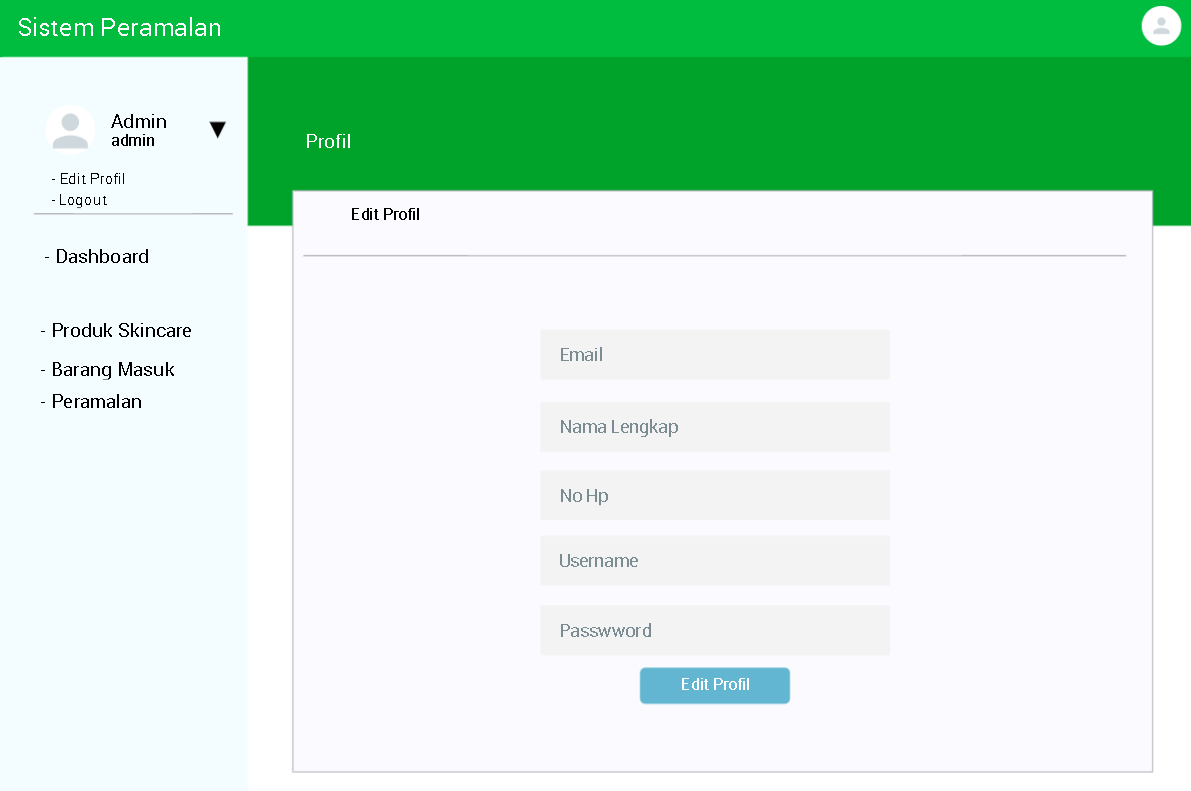 Sistem Peramalan
Admin
admin
- Edit Profil
- Logout
- Dashboard
- Produk Skincare
- Barang Masuk
- Peramalan
Profil
Edit Profil
Email
Nama Lengkap
No Hp
Username
Passwword
Edit Profil